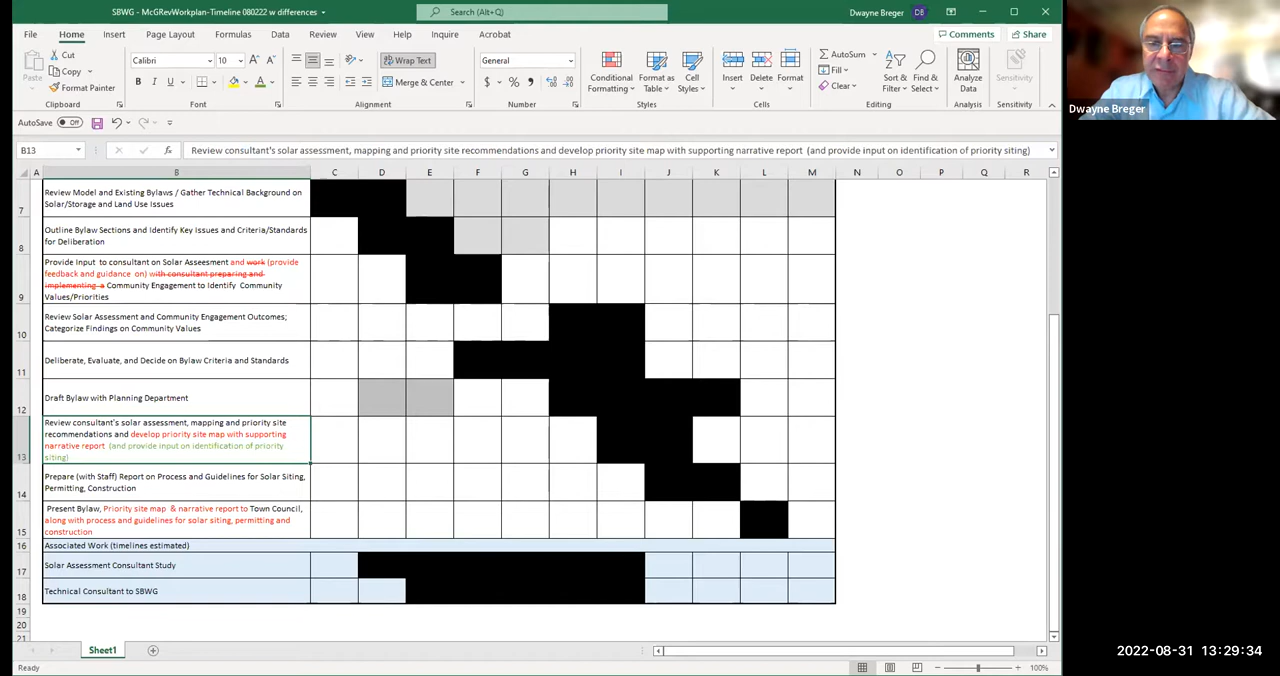 SBWG - McGRevWorkplan-Timeline 080222 w differences
Search (Alt+Q)
Dwayne Breger DB
File Home Insert Page Layout Formulas Data Review View Help Inquire Acrobat
Comments Share
Paste
Cut
Copy
Format Painter
Clipboard
Calibri 10 A A
B I U A
Font
Wrap Text
Merge & Center
Alignment
General
$ % 9
Number
Conditional Formatting
Format as Table
Cell Styles
Styles
Insert Delete Format
Cells
AutoSum
Fill
Clear
Sort & Filter
Find & Select
Editing
Analyze Data
Analysis
Sensitivity
Sensitivity
Dwayne Breger
AutoSave Off
B13 fx Review consultant's solar assessment, mapping and priority site recommendations and develop priority site map with supporting narrative report (and provide input on identification of priority siting)
A B C D E F G H I J K L M N O P Q R
7
Review Model and Existing Bylaws / Gather Technical Background on
Solar/Storage and Land Use Issues
8
Outline Bylaw Sections and Identify Key Issues and Criteria/Standards
for Deliberation
9
Provide Input to consultant on Solar Assesment and work (provide
feedback and guidance on) with consultant preparing and
implementing a Community Engagement to Identify Community
Values/Priorities
10
Review Solar Assessment and Community Engagement Outcomes;
Categorize Findings on Community Values
11
Deliberate, Evaluate, and Decide on Bylaw Criteria and Standards
12
Draft Bylaw with Planning Department
13
Review consultant's solar assessment, mapping and priority site
recommendations and develop priority site map with supporting
narrative report (and provide input on identification of priority
siting)
14
Prepare (with Staff) Report on Process and Guidelines for Solar Siting,
Permitting, Construction
15
Present Bylaw, Priority site map & narrative report to Town Council,
along with process and guidelines for solar siting, permitting and
construction
16 Associated Work (timelines estimated)
17 Solar Assessment Consultant Study
18 Technical Consultant to SBWG
19
20
21
Sheet1
2022-08-31 13:29:34
Ready
100%